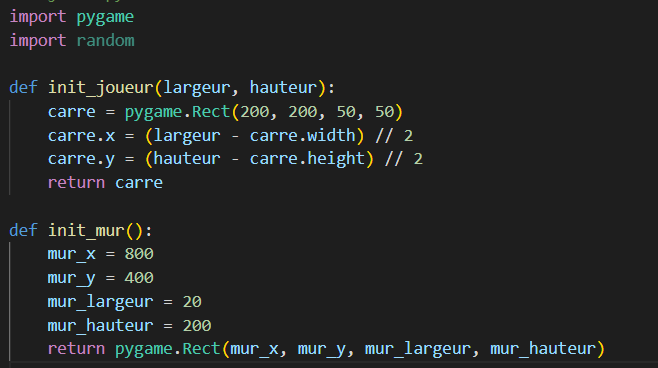 import pygame
import random
def init_joueur(largeur, hauteur):
carre = pygame.Rect(200, 200, 50, 50)
carre.x = (largeur - carre.width) // 2
carre.y = (hauteur - carre.height) // 2
return carre
def init_mur():
mur_x = 800
mur_y = 400
mur_largeur = 20
mur_hauteur = 200
return pygame.Rect(mur_x, mur_y, mur_largeur, mur_hauteur)